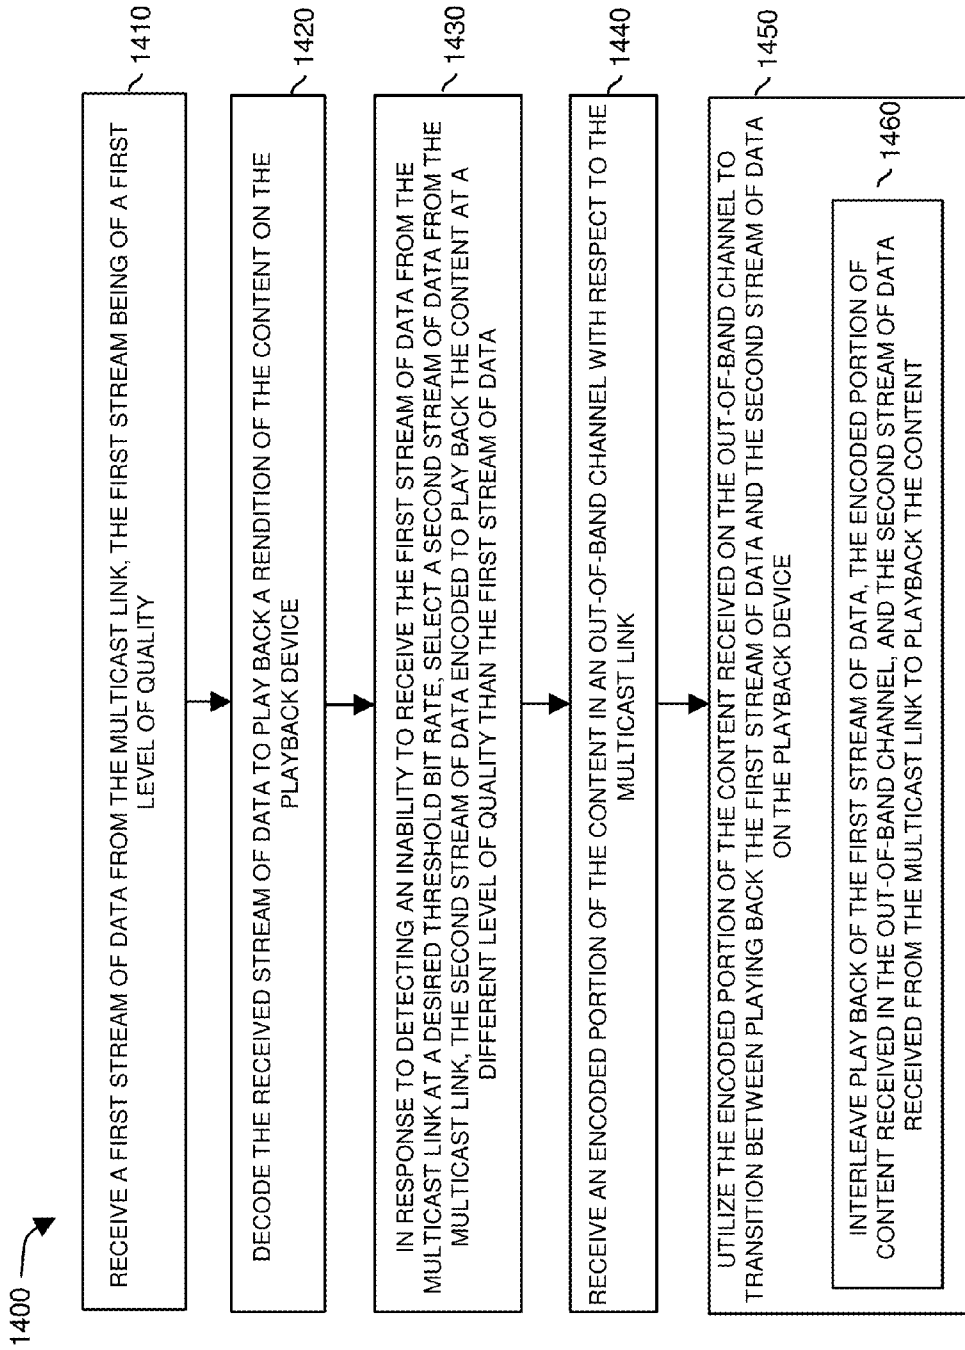 1400
RECEIVE A FIRST STREAM OF DATA FROM THE MULTICAST LINK, THE FIRST STREAM BEING OF A FIRST
LEVEL OF QUALITY
1410
DECODE THE RECEIVED STREAM OF DATA TO PLAY BACK A RENDITION OF THE CONTENT ON THE
PLAYBACK DEVICE
1420
IN RESPONSE TO DETECTING AN INABILITY TO RECEIVE THE FIRST STREAM OF DATA FROM THE
MULTICAST LINK AT A DESIRED THRESHOLD BIT RATE, SELECT A SECOND STREAM OF DATA FROM THE
MULTICAST LINK, THE SECOND STREAM OF DATA ENCODED TO PLAY BACK THE CONTENT AT A
DIFFERENT LEVEL OF QUALITY THAN THE FIRST STREAM OF DATA
1430
RECEIVE AN ENCODED PORTION OF THE CONTENT IN AN OUT-OF-BAND CHANNEL WITH RESPECT TO THE
MULTICAST LINK
1440
UTILIZE THE ENCODED PORTION OF THE CONTENT RECEIVED ON THE OUT-OF-BAND CHANNEL TO
TRANSITION BETWEEN PLAYING BACK THE FIRST STREAM OF DATA AND THE SECOND STREAM OF DATA
ON THE PLAYBACK DEVICE
1450
INTERLEAVE PLAY BACK OF THE FIRST STREAM OF DATA, THE ENCODED PORTION OF
CONTENT RECEIVED IN THE OUT-OF-BAND CHANNEL, AND THE SECOND STREAM OF DATA
RECEIVED FROM THE MULTICAST LINK TO PLAYBACK THE CONTENT
1460